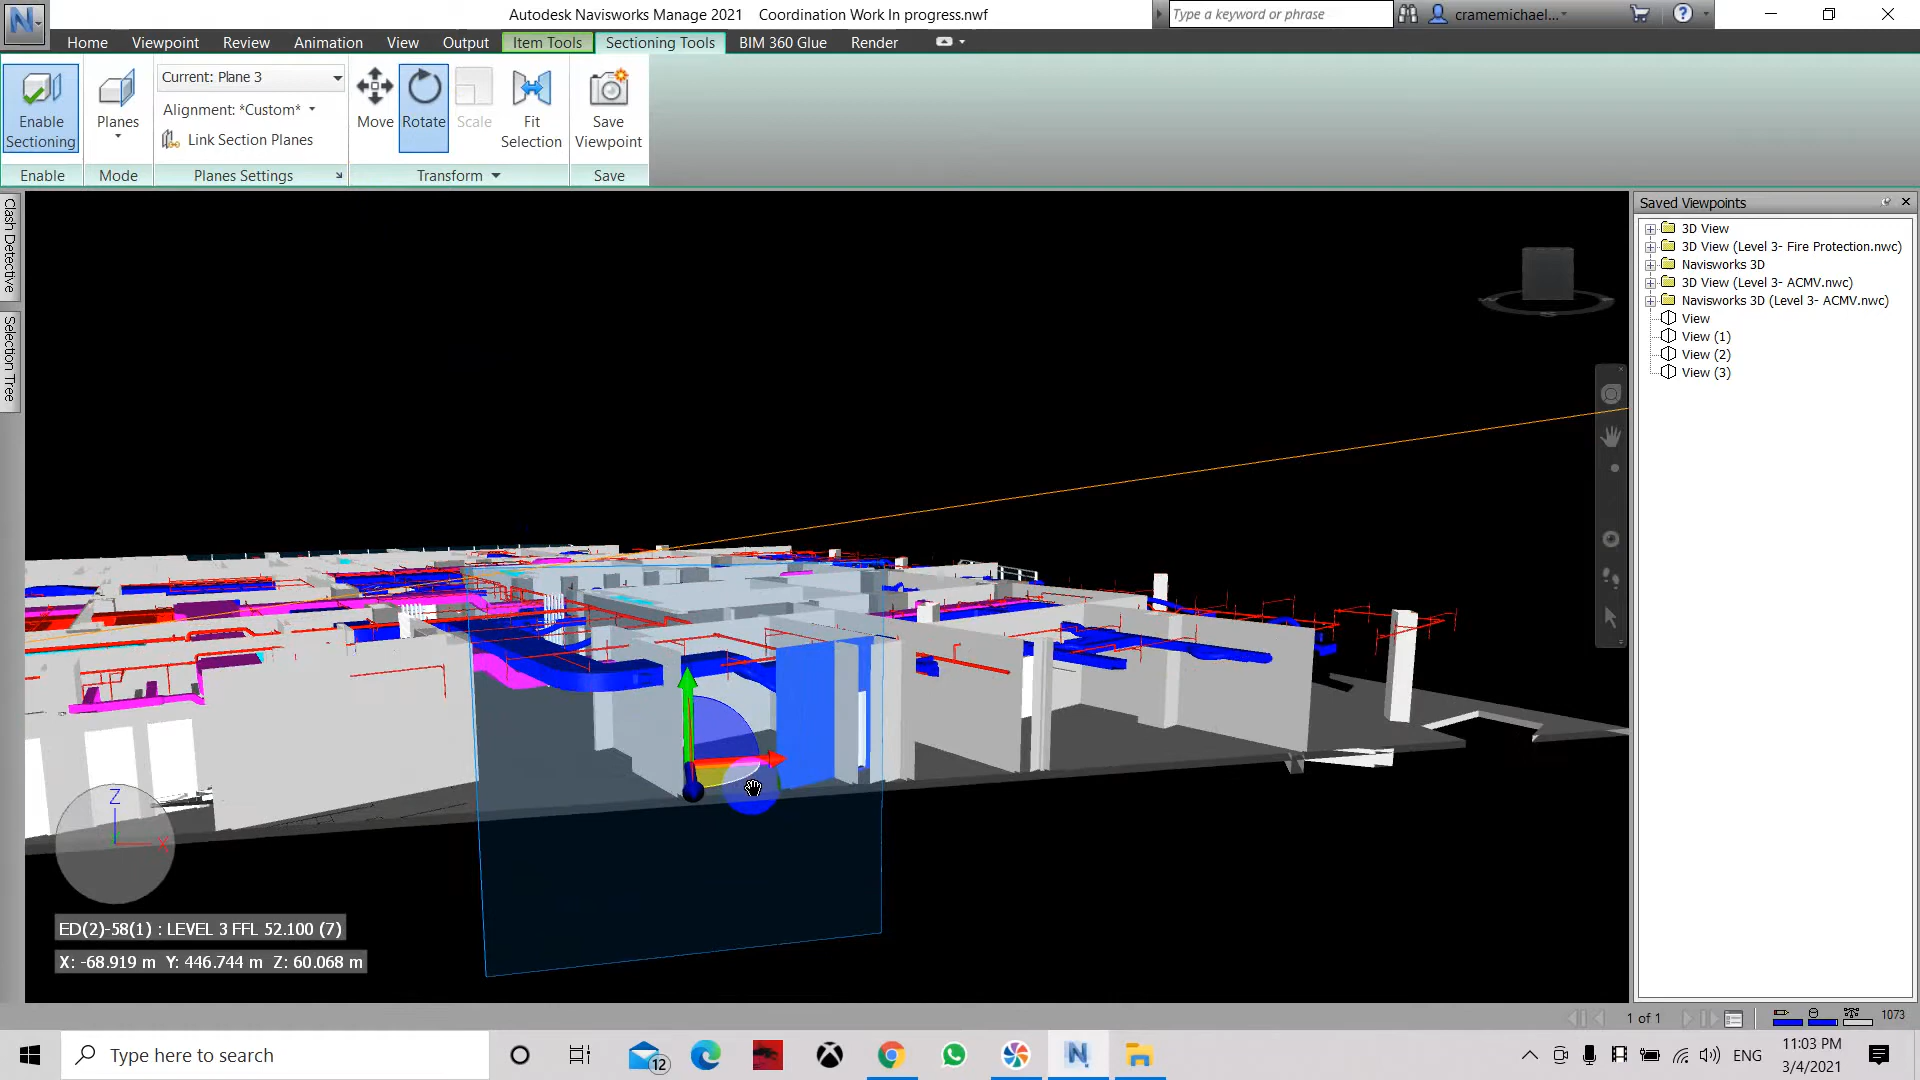 Autodesk Navisworks Manage 2021 Coordination Work In progress.nwf
Type a keyword or phrase
cramemichael...
Home Viewpoint Review Animation View Output Item Tools Sectioning Tools BIM 360 Glue Render
Enable Sectioning
Planes
Current: Plane 3
Alignment: *Custom*
Link Section Planes
Move Rotate Scale Fit Selection
Save Viewpoint
Enable Mode Planes Settings Transform Save
Clash Detective
Selection Tree
Saved Viewpoints
3D View
3D View (Level 3- Fire Protection.nwc)
Navisworks 3D
3D View (Level 3- ACMV.nwc)
Navisworks 3D (Level 3- ACMV.nwc)
View
View (1)
View (2)
View (3)
Z
X
ED(2)-58(1) : LEVEL 3 FFL 52.100 (7)
X: -68.919 m Y: 446.744 m Z: 60.068 m
1 of 1
1073
Type here to search
12
ENG
11:03 PM
3/4/2021